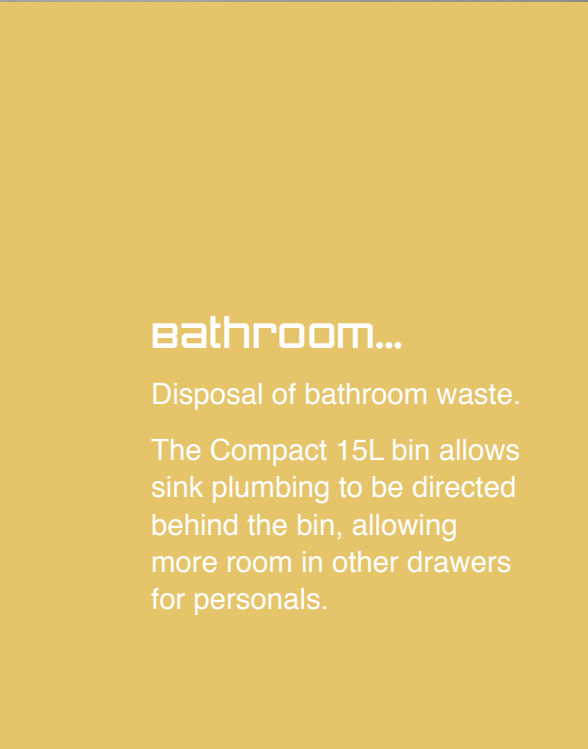 Bathroom...
Disposal of bathroom waste.
The Compact 15L bin allows
sink plumbing to be directed
behind the bin, allowing
more room in other drawers
for personals.